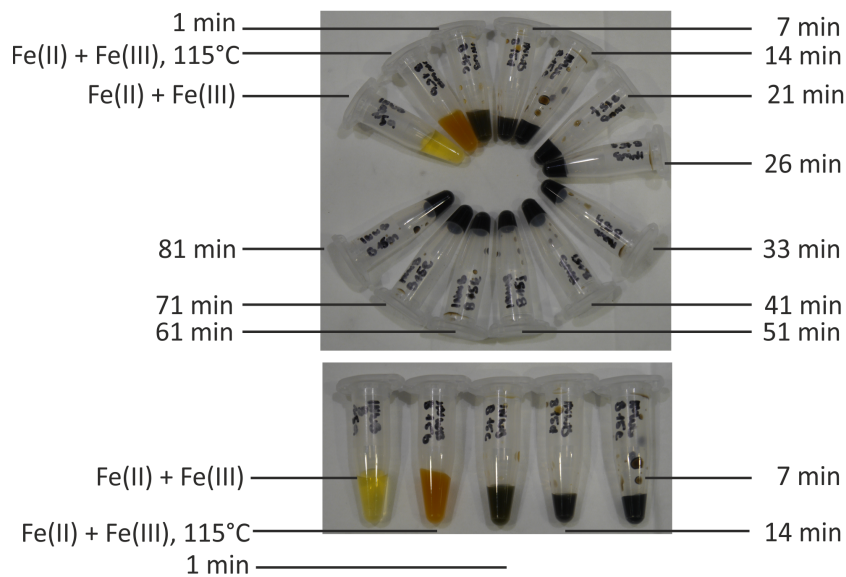 1 min
7 min
Fe(II) + Fe(III), 115°C
14 min
Fe(II) + Fe(III)
21 min
26 min
81 min
33 min
71 min
41 min
61 min
51 min
Fe(II) + Fe(III)
7 min
Fe(II) + Fe(III), 115°C
14 min
1 min